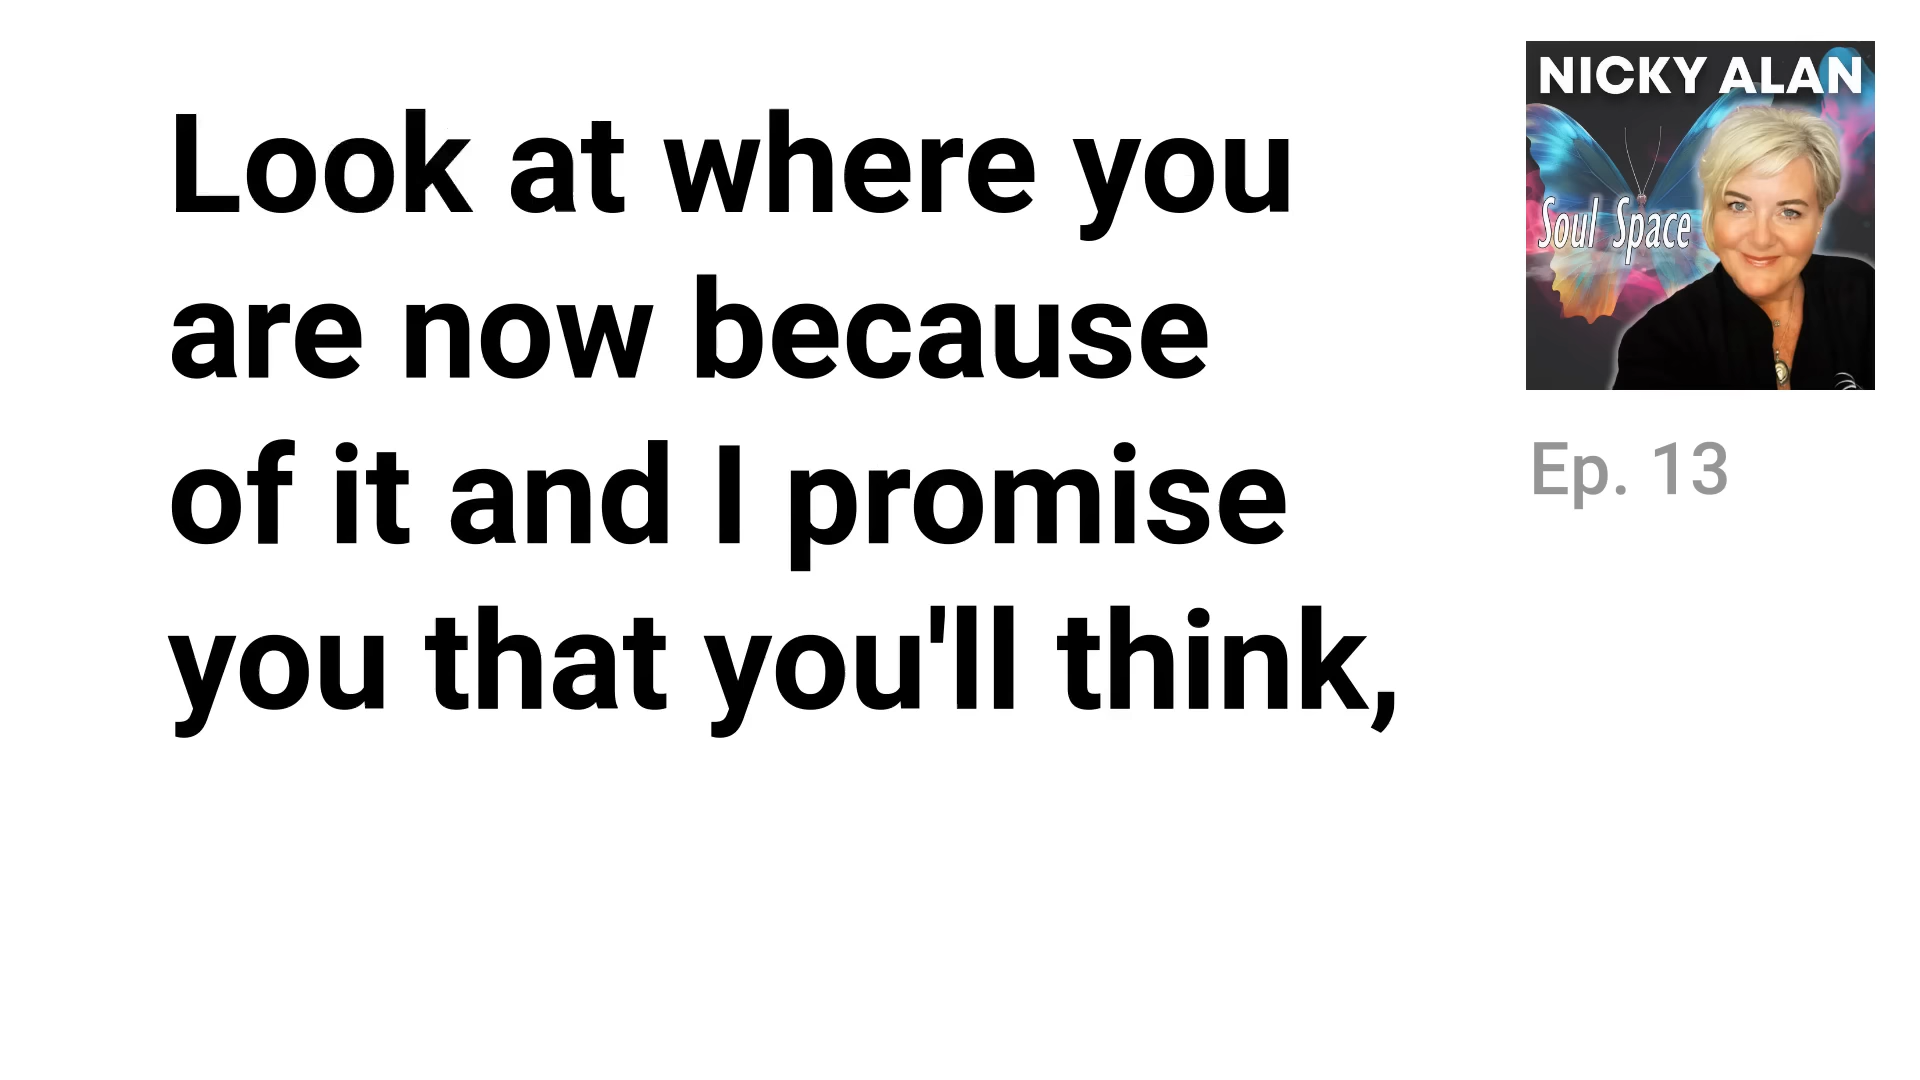 Look at where you
are now because
of it and I promise
you that you'll think,
NICKY ALAN
Soul Space
Ep. 13